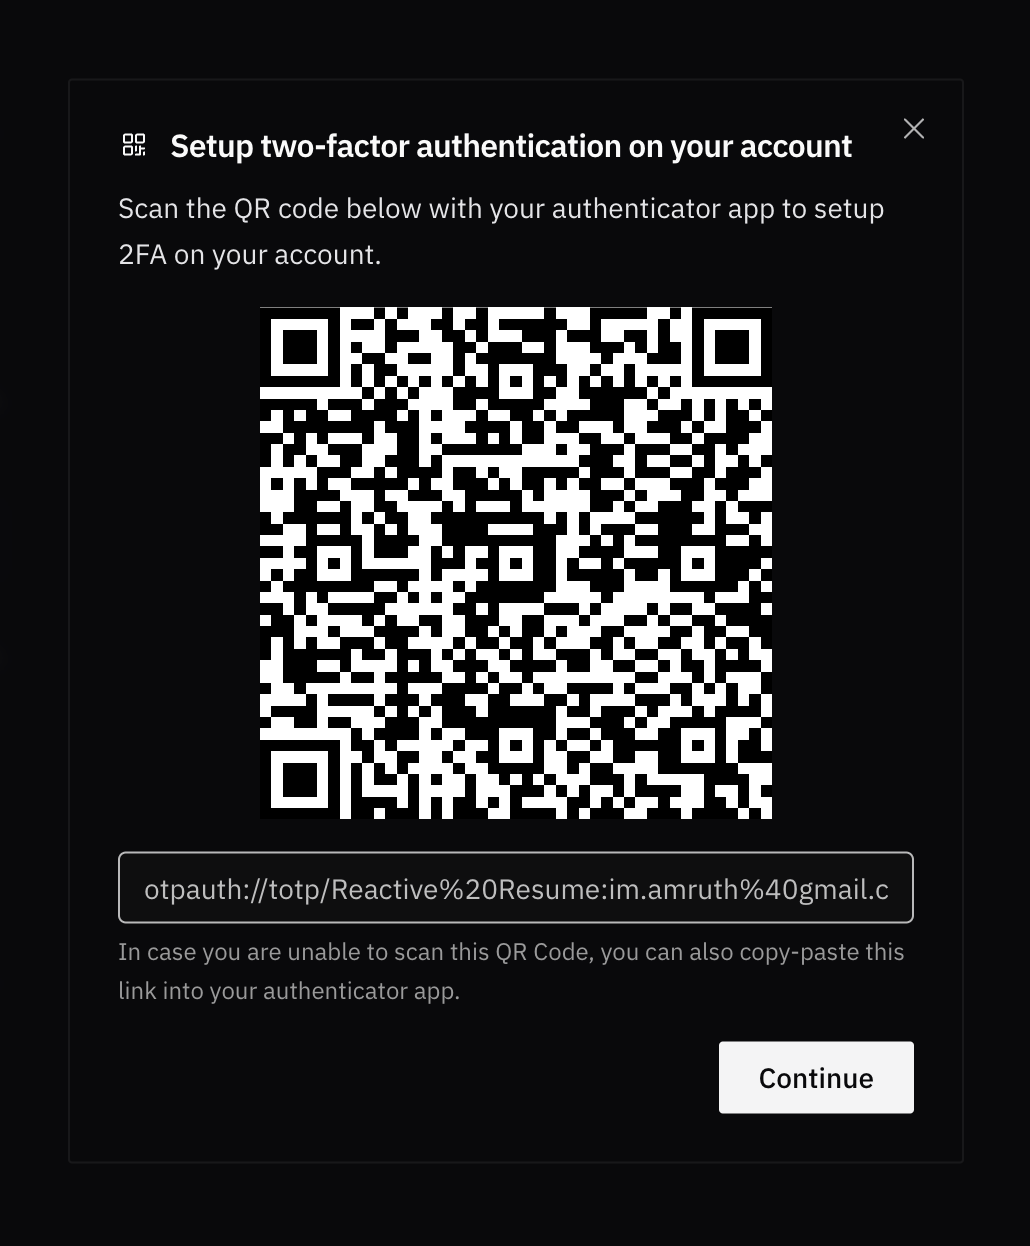 Setup two-factor authentication on your account
Scan the QR code below with your authenticator app to setup
2FA on your account.
otpauth://totp/Reactive%20Resume:im.amruth%40gmail.c
In case you are unable to scan this QR Code, you can also copy-paste this
link into your authenticator app.
Continue